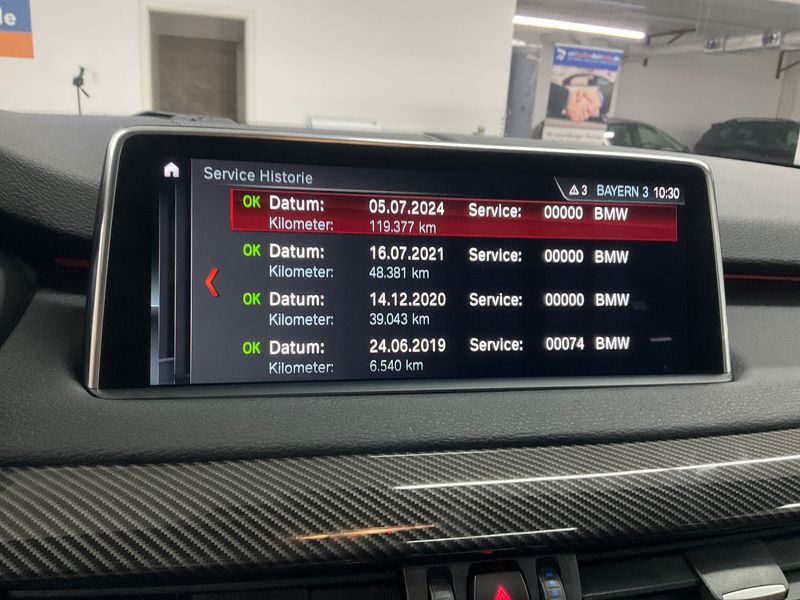 le
Service Historie
3 BAYERN 3 10:30
OK Datum: 05.07.2024 Service: 00000 BMW
Kilometer: 119.377 km
OK Datum: 16.07.2021 Service: 00000 BMW
Kilometer: 48.381 km
OK Datum: 14.12.2020 Service: 00000 BMW
Kilometer: 39.043 km
OK Datum: 24.06.2019 Service: 00074 BMW
Kilometer: 6.540 km